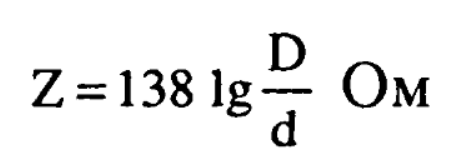 Z = 138 lg D/d Ом